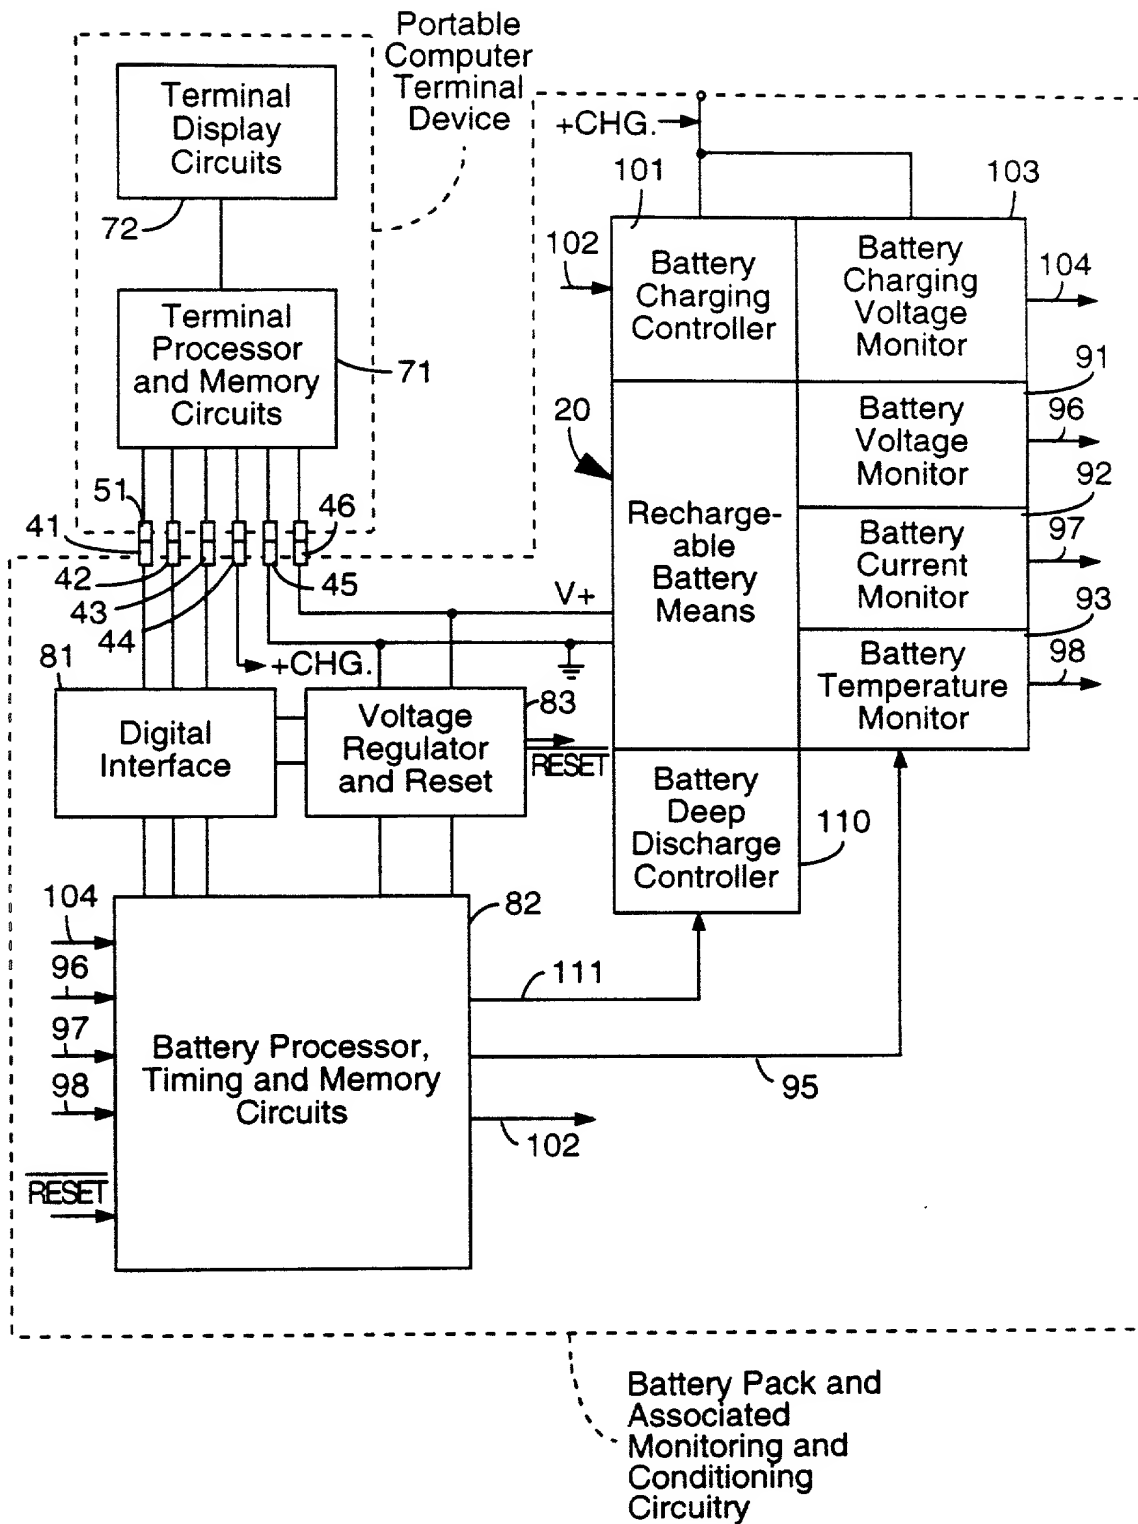 Portable
Computer
Terminal
Device
Terminal
Display
Circuits
72
Terminal
Processor
and Memory
Circuits
71
51
41
42
43
44
46
45
+CHG.
+CHG.
101
102
Battery
Charging
Controller
103
Battery
Charging
Voltage
Monitor
104
91
Battery
Voltage
Monitor
96
92
Battery
Current
Monitor
97
93
Battery
Temperature
Monitor
98
20
Recharge-
able
Battery
Means
V+
81
Digital
Interface
Voltage
Regulator
and Reset
83
RESET
Battery
Deep
Discharge
Controller
110
82
104
96
97
98
RESET
Battery Processor,
Timing and Memory
Circuits
111
95
102
Battery Pack and
Associated
Monitoring and
Conditioning
Circuitry